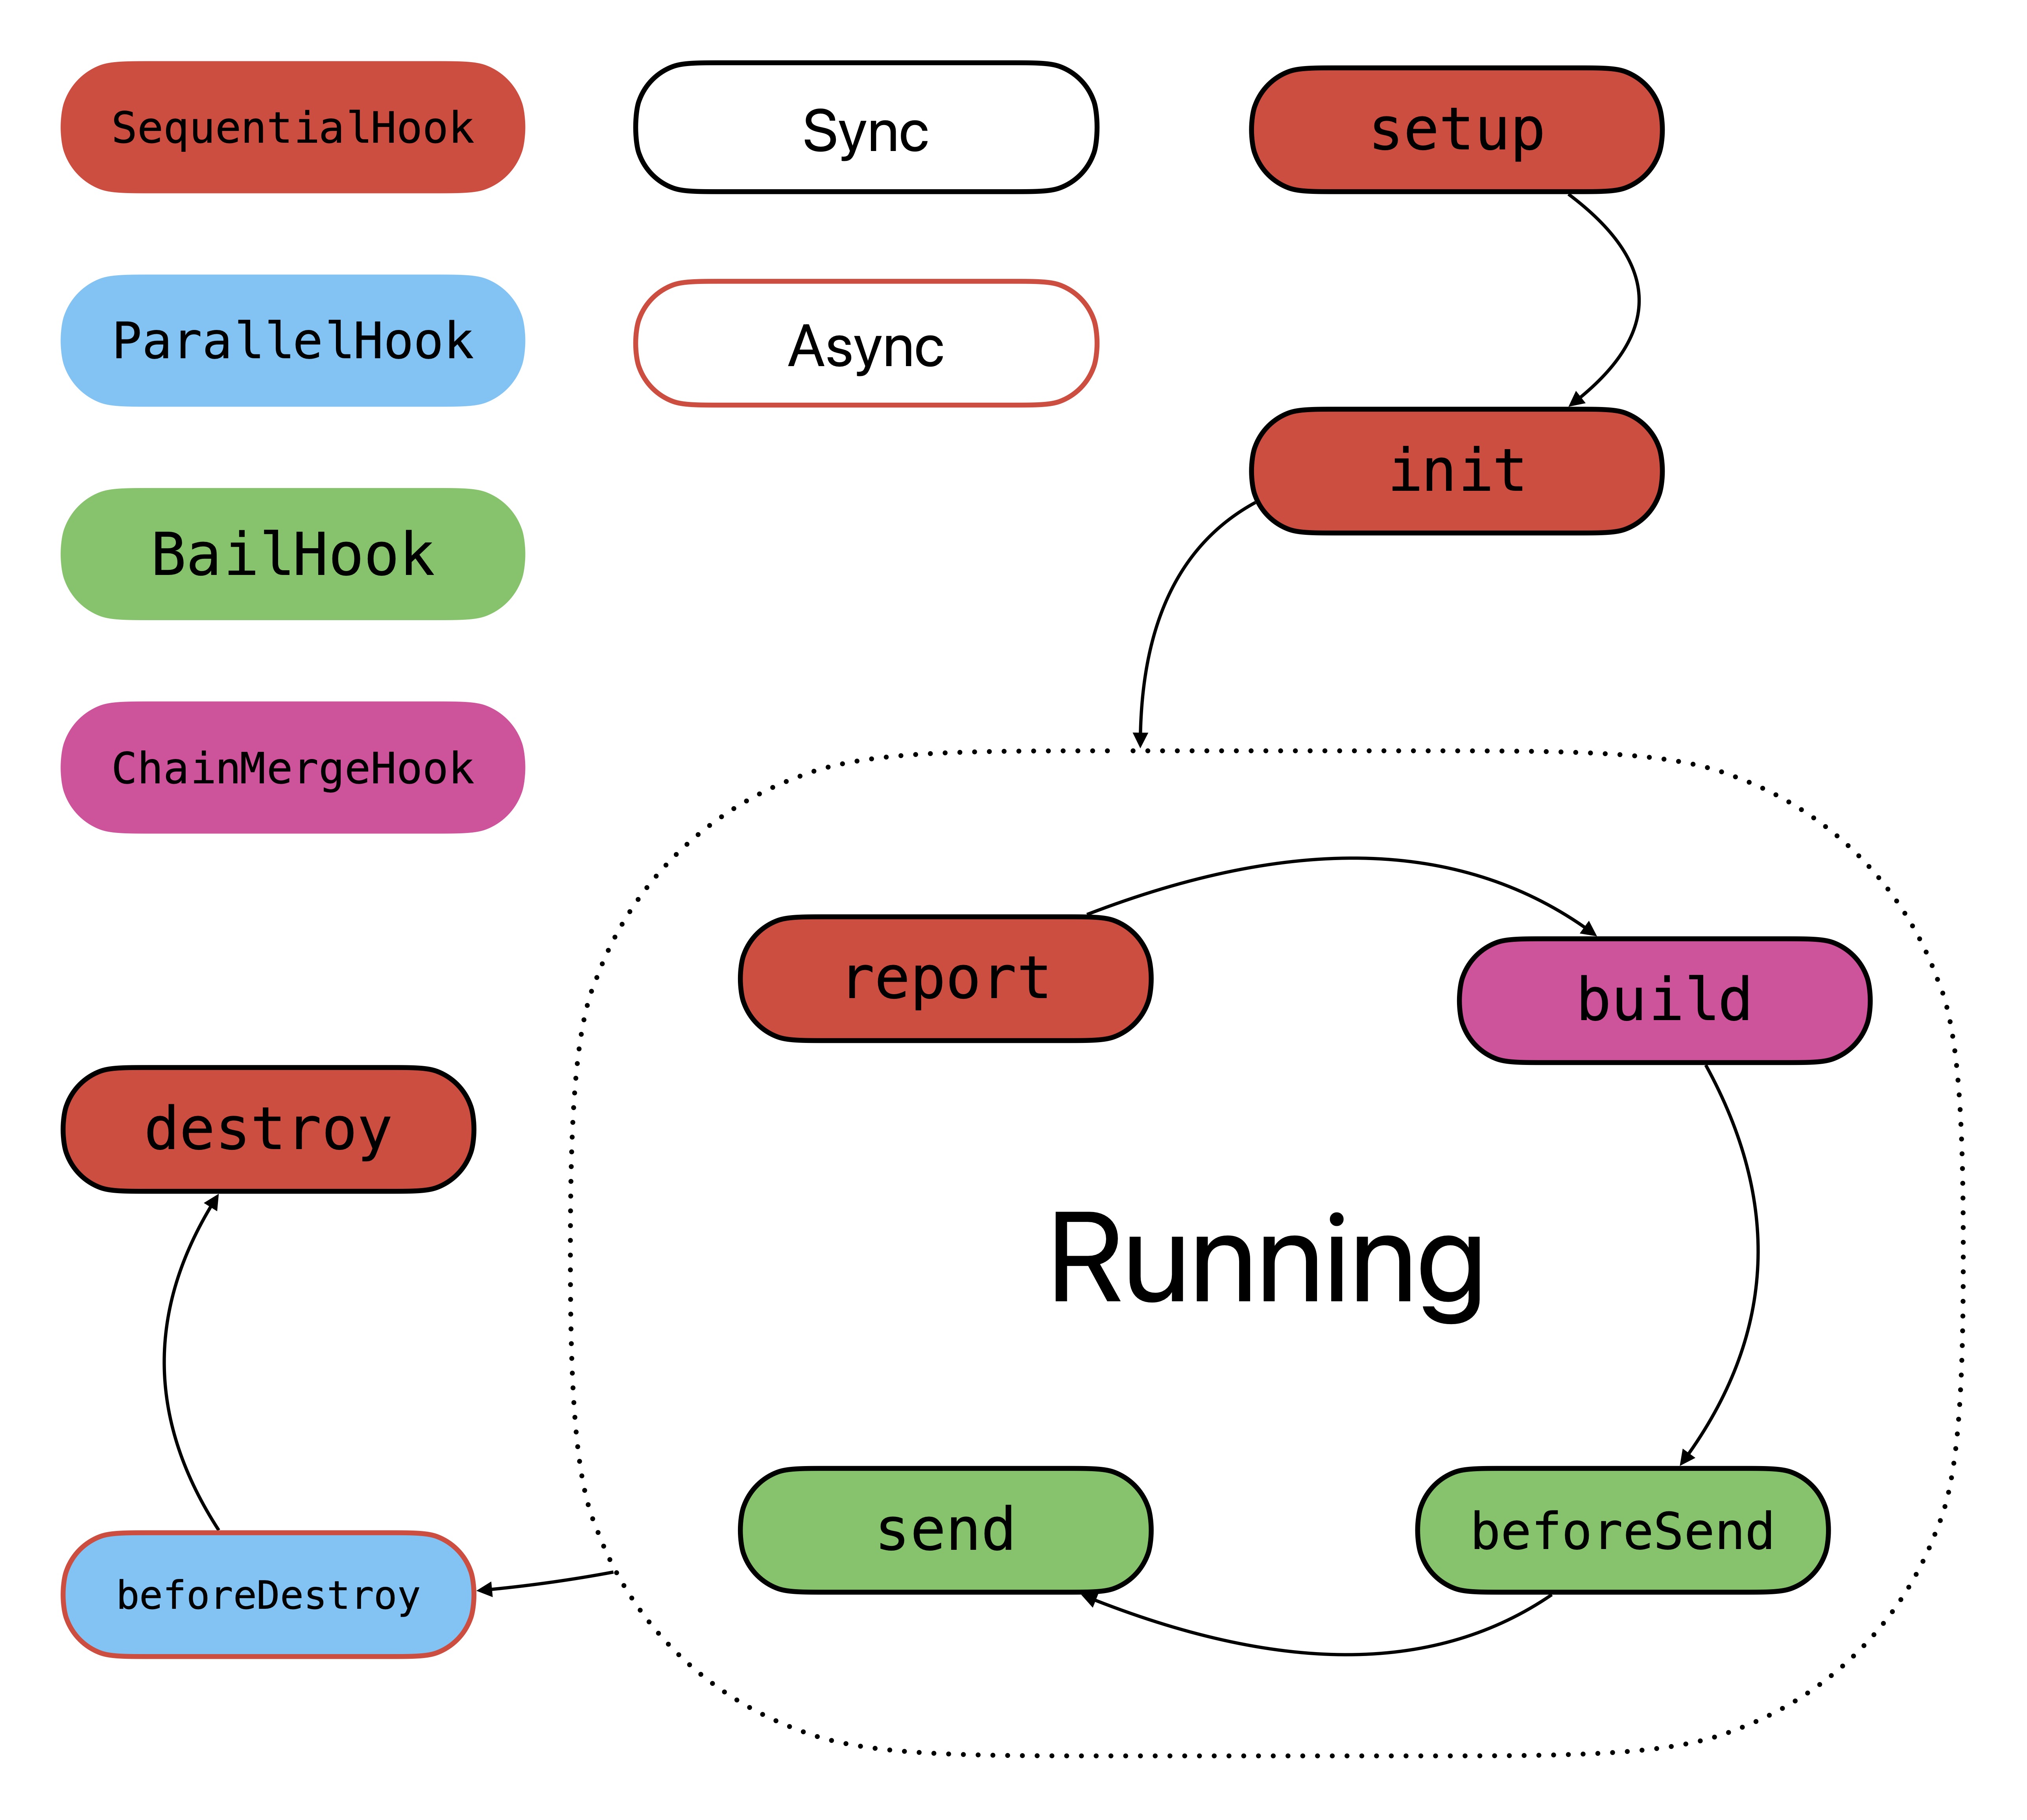 SequentialHook
Sync
setup
ParallelHook
Async
init
BailHook
ChainMergeHook
report
build
destroy
Running
send
beforeSend
beforeDestroy